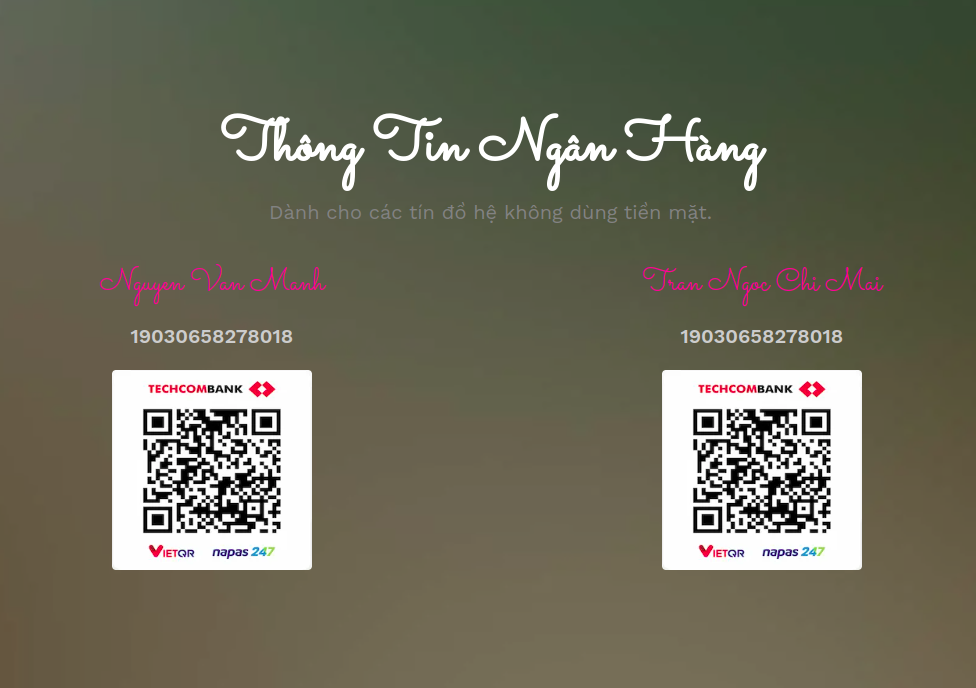 Thông Tin Ngân Hàng
Dành cho các tín đồ hệ không dùng tiền mặt.
Nguyen Van Manh
19030658278018
TECHCOMBANK
VIETQR napas 247
Tran Ngoc Chi Mai
19030658278018
TECHCOMBANK
VIETQR napas 247